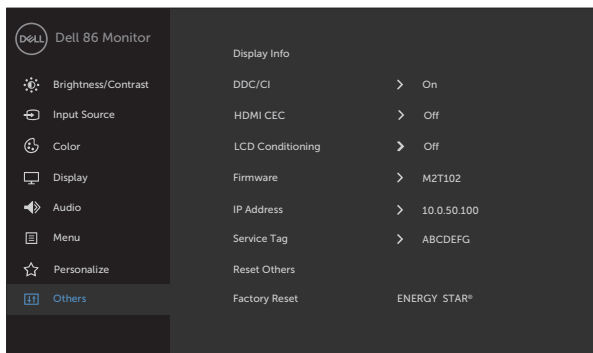 DELL Dell 86 Monitor
Display Info
Brightness/Contrast DDC/CI On
Input Source HDMI CEC Off
Color LCD Conditioning Off
Display Firmware M2T102
Audio IP Address 10.0.50.100
Menu Service Tag ABCDEFG
Personalize Reset Others
Others Factory Reset ENERGY STAR®